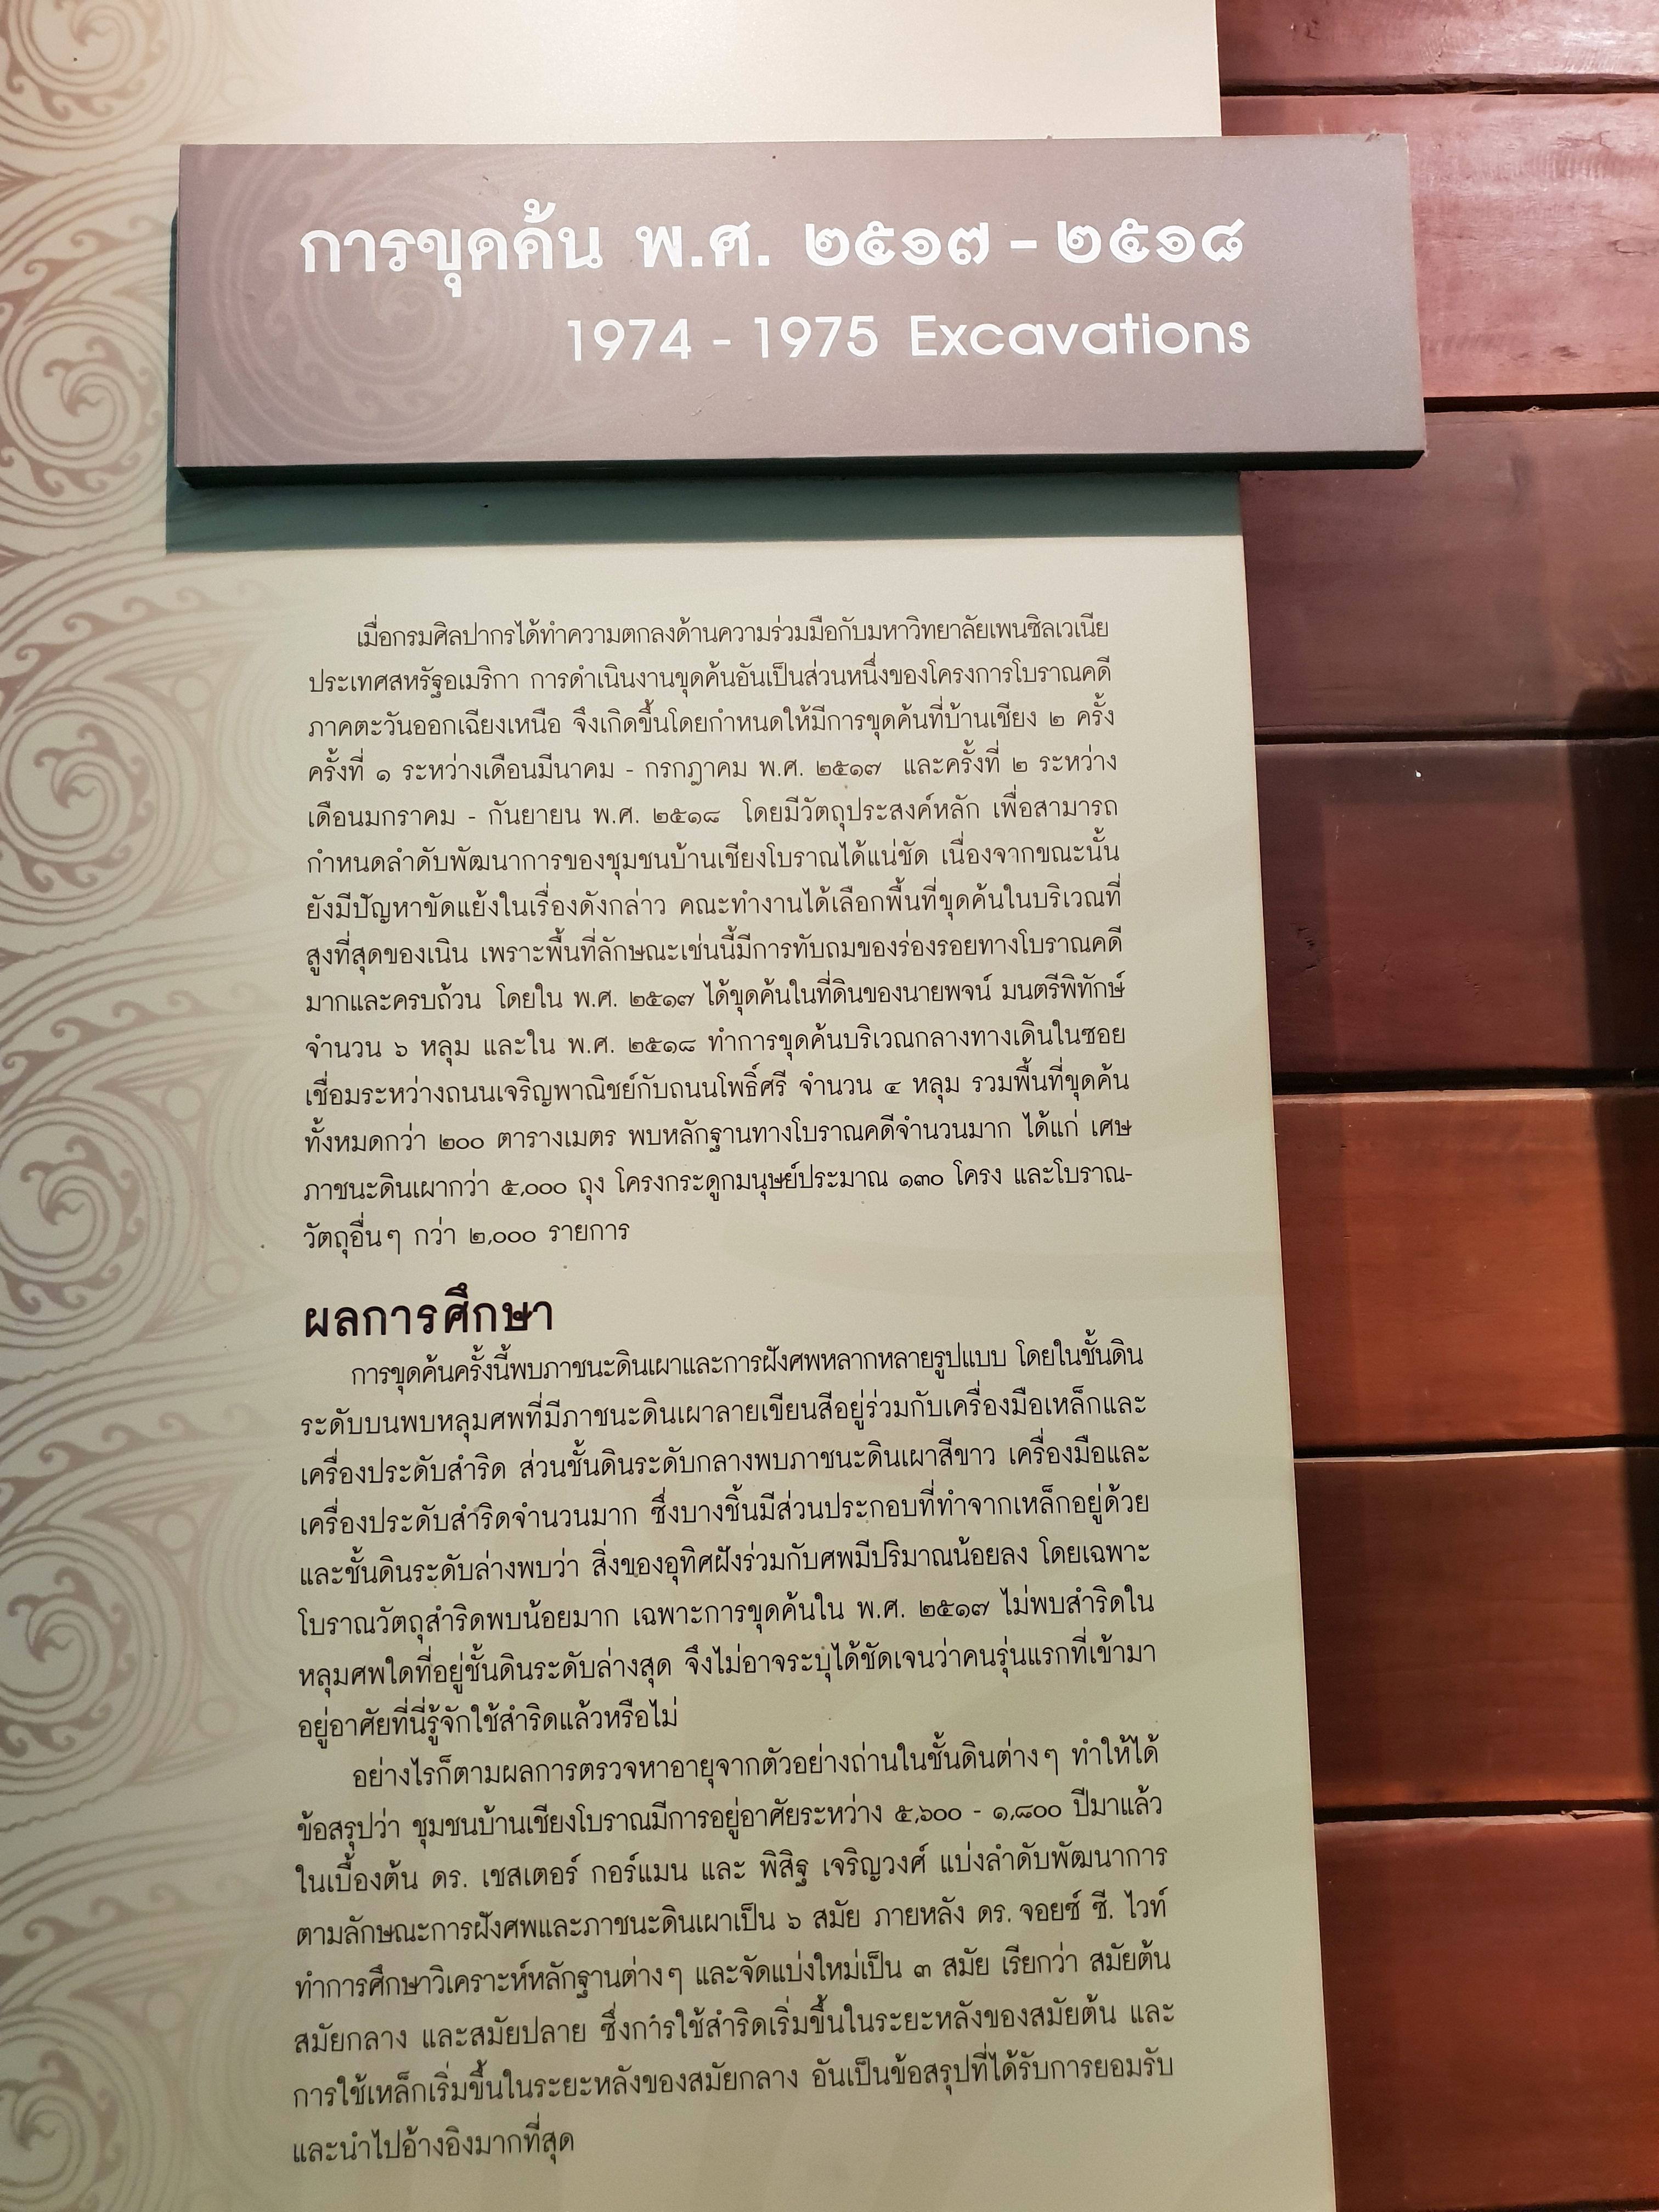 การขุดค้น พ.ศ. ๒๕๑๗ - ๒๕๑๘
1974 - 1975 Excavations
เมื่อกรมศิลปากรได้ทำความตกลงด้านความร่วมมือกับมหาวิทยาลัยเพนซิลเวเนีย
ประเทศสหรัฐอเมริกา การดำเนินงานขุดค้นอันเป็นส่วนหนึ่งของโครงการโบราณคดี
ภาคตะวันออกเฉียงเหนือ จึงเกิดขึ้นโดยกำหนดให้มีการขุดค้นที่บ้านเชียง ๒ ครั้ง
ครั้งที่ ๑ ระหว่างเดือนมีนาคม - กรกฎาคม พ.ศ. ๒๕๑๗ และครั้งที่ ๒ ระหว่าง
เดือนมกราคม - กันยายน พ.ศ. ๒๕๑๘ โดยมีวัตถุประสงค์หลัก เพื่อสามารถ
กำหนดลำดับพัฒนาการของชุมชนบ้านเชียงโบราณได้แน่ชัด เนื่องจากขณะนั้น
ยังมีปัญหาขัดแย้งในเรื่องดังกล่าว คณะทำงานได้เลือกพื้นที่ขุดค้นในบริเวณที่
สูงที่สุดของเนิน เพราะพื้นที่ลักษณะเช่นนี้มีการทับถมของร่องรอยทางโบราณคดี
มากและครบถ้วน โดยใน พ.ศ. ๒๕๑๗ ได้ขุดค้นในที่ดินของนายพจน์ มนตรีพิทักษ์
จำนวน ๖ หลุม และใน พ.ศ. ๒๕๑๘ ทำการขุดค้นบริเวณกลางทางเดินในซอย
เชื่อมระหว่างถนนเจริญพาณิชย์กับถนนโพธิ์ศรี จำนวน ๔ หลุม รวมพื้นที่ขุดค้น
ทั้งหมดกว่า ๒๐๐ ตารางเมตร พบหลักฐานทางโบราณคดีจำนวนมาก ได้แก่ เศษ
ภาชนะดินเผากว่า ๕,๐๐๐ ถุง โครงกระดูกมนุษย์ประมาณ ๑๓๐ โครง และโบราณ-
วัตถุอื่นๆ กว่า ๒,๐๐๐ รายการ
ผลการศึกษา
การขุดค้นครั้งนี้พบภาชนะดินเผาและการฝังศพหลากหลายรูปแบบ โดยในชั้นดิน
ระดับบนพบหลุมศพที่มีภาชนะดินเผาลายเขียนสีอยู่ร่วมกับเครื่องมือเหล็กและ
เครื่องประดับสำริด ส่วนชั้นดินระดับกลางพบภาชนะดินเผาสีขาว เครื่องมือและ
เครื่องประดับสำริดจำนวนมาก ซึ่งบางชิ้นมีส่วนประกอบที่ทำจากเหล็กอยู่ด้วย
และชั้นดินระดับล่างพบว่า สิ่งของอุทิศฝังร่วมกับศพมีปริมาณน้อยลง โดยเฉพาะ
โบราณวัตถุสำริดพบน้อยมาก เฉพาะการขุดค้นใน พ.ศ. ๒๕๑๗ ไม่พบสำริดใน
หลุมศพใดที่อยู่ชั้นดินระดับล่างสุด จึงไม่อาจระบุได้ชัดเจนว่าคนรุ่นแรกที่เข้ามา
อยู่อาศัยที่นี่รู้จักใช้สำริดแล้วหรือไม่
อย่างไรก็ตามผลการตรวจหาอายุจากตัวอย่างถ่านในชั้นดินต่างๆ ทำให้ได้
ข้อสรุปว่า ชุมชนบ้านเชียงโบราณมีการอยู่อาศัยระหว่าง ๕,๖๐๐ - ๑,๘๐๐ ปีมาแล้ว
ในเบื้องต้น ดร. เชสเตอร์ กอร์แมน และ พิสิฐ เจริญวงศ์ แบ่งลำดับพัฒนาการ
ตามลักษณะการฝังศพและภาชนะดินเผาเป็น ๖ สมัย ภายหลัง ดร. จอยซ์ ซี. ไวท์
ทำการศึกษาวิเคราะห์หลักฐานต่างๆ และจัดแบ่งใหม่เป็น ๓ สมัย เรียกว่า สมัยต้น
สมัยกลาง และสมัยปลาย ซึ่งการใช้สำริดเริ่มขึ้นในระยะหลังของสมัยต้น และ
การใช้เหล็กเริ่มขึ้นในระยะหลังของสมัยกลาง อันเป็นข้อสรุปที่ได้รับการยอมรับ
และนำไปอ้างอิงมากที่สุด